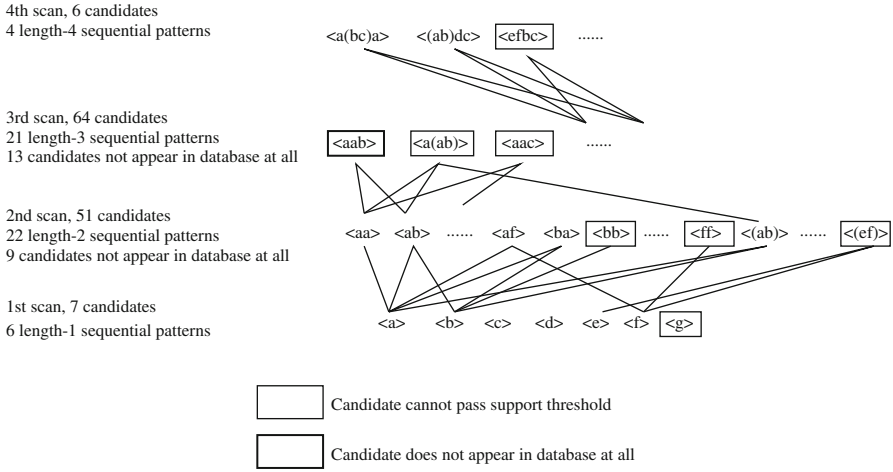 4th scan, 6 candidates
4 length-4 sequential patterns
<a(bc)a> <(ab)dc> <efbc> ......
3rd scan, 64 candidates
21 length-3 sequential patterns
13 candidates not appear in database at all
<aab> <a(ab)> <aac> ......
2nd scan, 51 candidates
22 length-2 sequential patterns
9 candidates not appear in database at all
<aa> <ab> ...... <af> <ba> <bb> ...... <ff> <(ab)> ...... <(ef)>
1st scan, 7 candidates
6 length-1 sequential patterns
<a> <b> <c> <d> <e> <f> <g>
Candidate cannot pass support threshold
Candidate does not appear in database at all